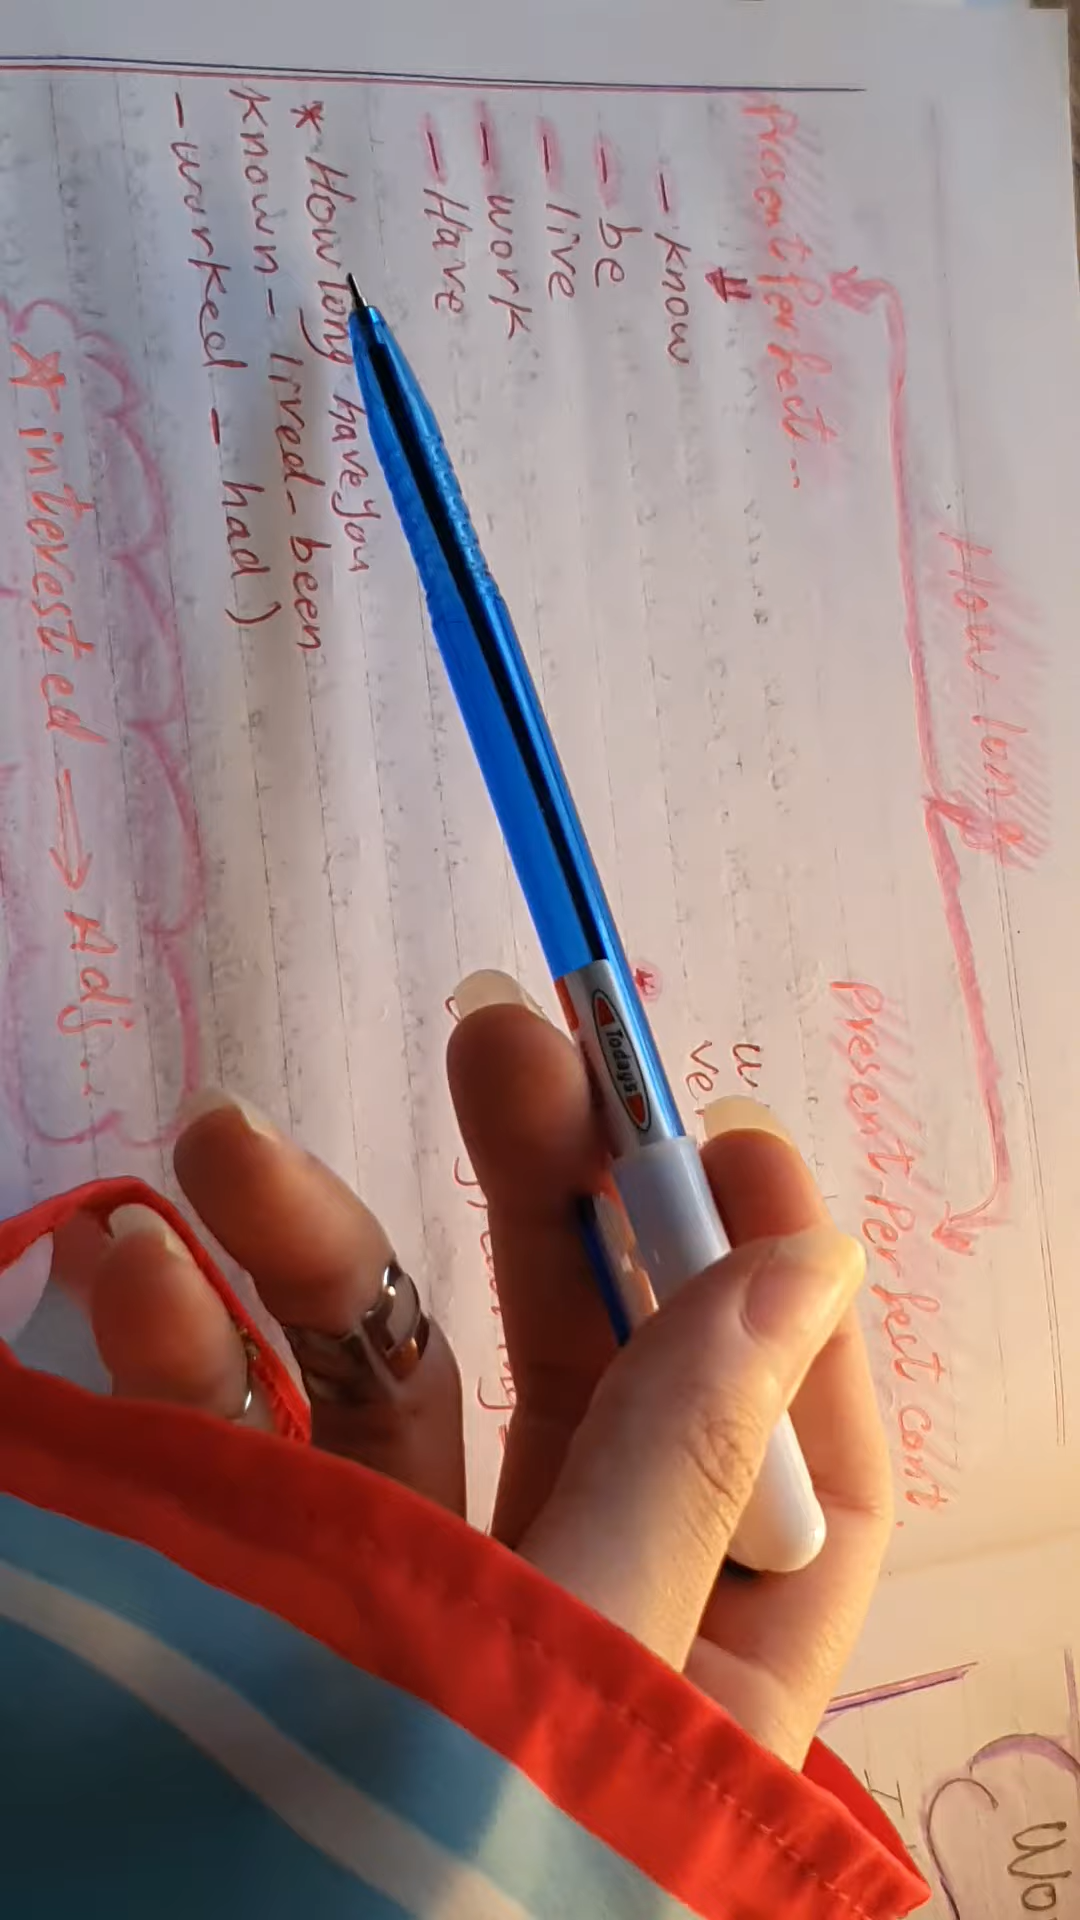 How long
Present Perfect...
Present Perfect cont.
- know
- be
- live
- work
- Have
* How long have you
known - lived - been
- worked - had)
* interested → Adj...
Today's